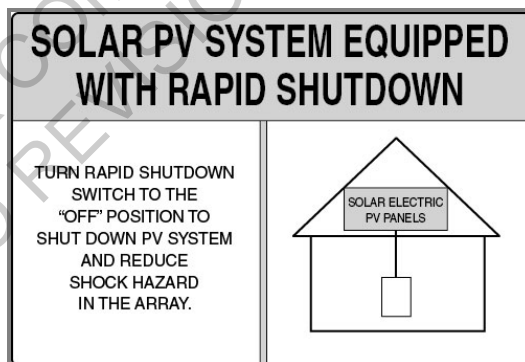 SOLAR PV SYSTEM EQUIPPED
WITH RAPID SHUTDOWN
TURN RAPID SHUTDOWN
SWITCH TO THE
“OFF” POSITION TO
SHUT DOWN PV SYSTEM
AND REDUCE
SHOCK HAZARD
IN THE ARRAY.
SOLAR ELECTRIC
PV PANELS